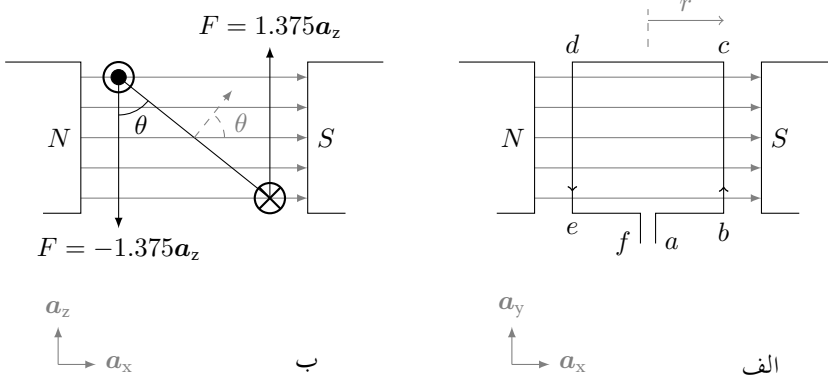 F = 1.375a_z
θ
θ
N
S
F = −1.375a_z
a_z
a_x
ب
r
d
c
N
S
e
f
a
b
a_y
a_x
الف